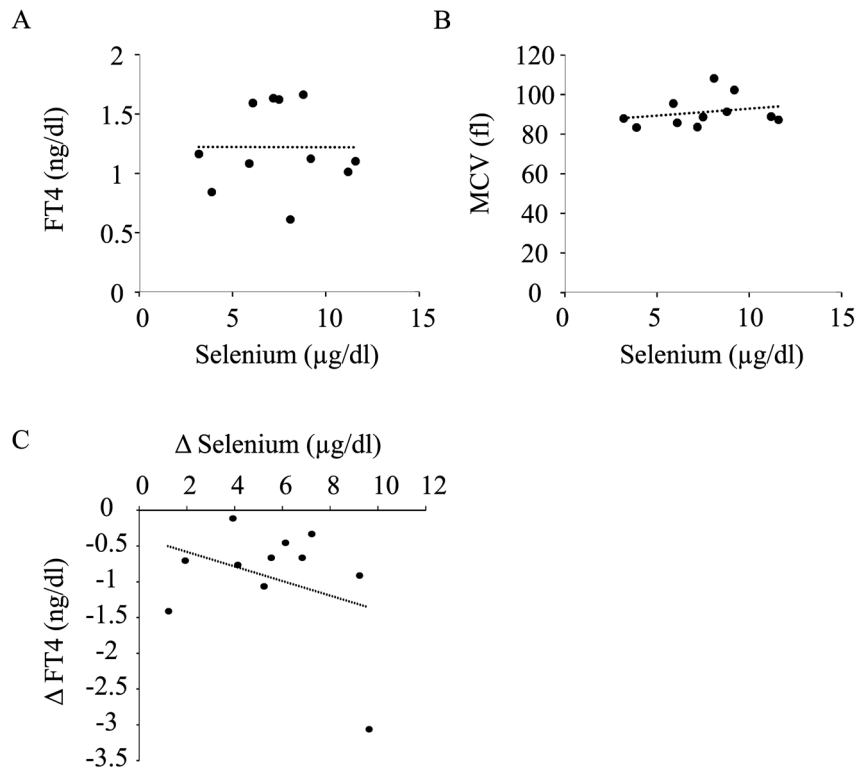 A
2
1.5
1
0.5
0
FT4 (ng/dl)
5
10
15
Selenium (µg/dl)
B
120
100
80
60
40
20
0
MCV (fl)
0
5
10
15
Selenium (µg/dl)
C
Δ Selenium (µg/dl)
0 2 4 6 8 10 12
0
-0.5
-1
-1.5
-2
-2.5
-3
-3.5
Δ FT4 (ng/dl)